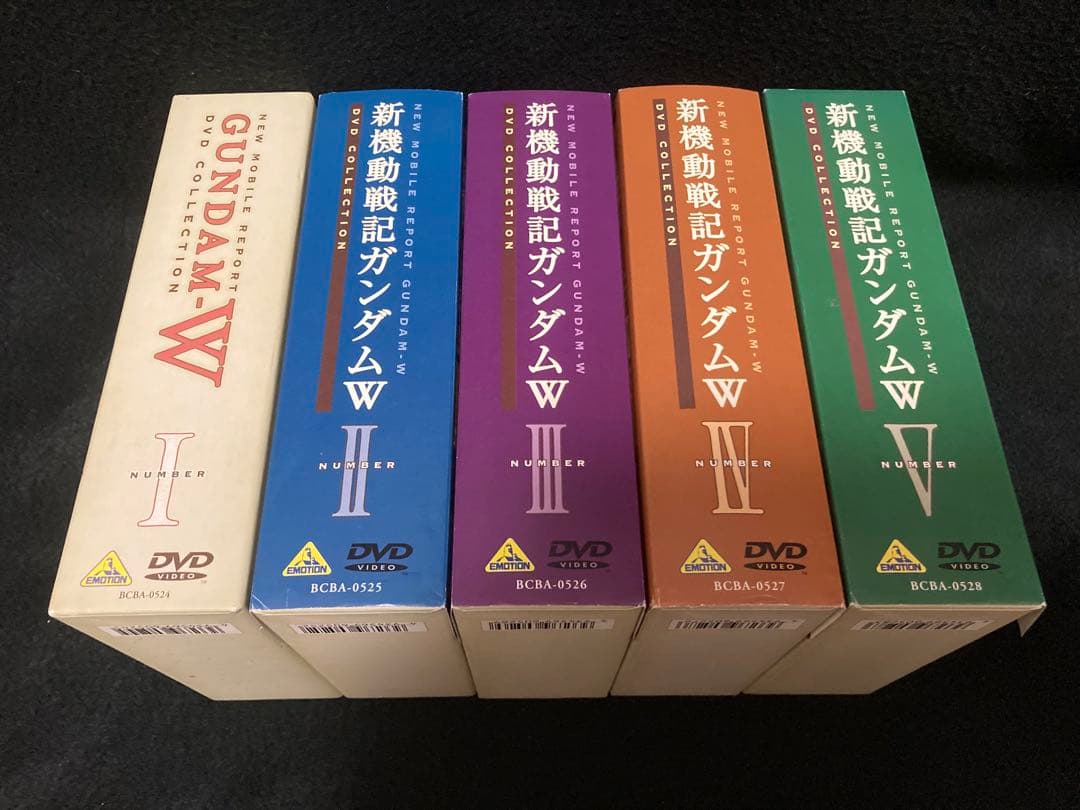 NEW MOBILE REPORT
GUNDAM-W
DVD COLLECTION
NUMBER
I
EMOTION
DVD
VIDEO
BCBA-0524
NEW MOBILE REPORT GUNDAM-W
新機動戦記ガンダムW
DVD COLLECTION
NUMBER
II
EMOTION
DVD
VIDEO
BCBA-0525
NEW MOBILE REPORT GUNDAM-W
新機動戦記ガンダムW
DVD COLLECTION
NUMBER
III
EMOTION
DVD
VIDEO
BCBA-0526
NEW MOBILE REPORT GUNDAM-W
新機動戦記ガンダムW
DVD COLLECTION
NUMBER
IV
EMOTION
DVD
VIDEO
BCBA-0527
NEW MOBILE REPORT GUNDAM-W
新機動戦記ガンダムW
DVD COLLECTION
NUMBER
V
EMOTION
DVD
VIDEO
BCBA-0528